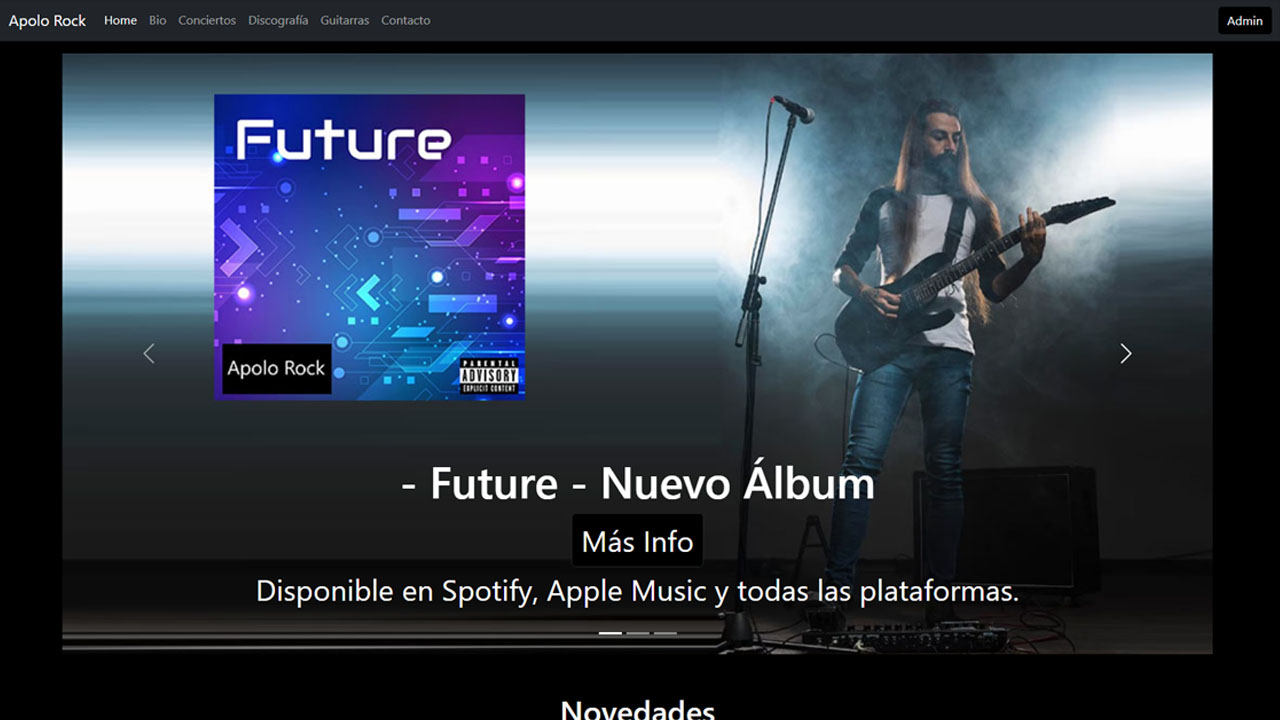 Apolo Rock Home Bio Conciertos Discografía Guitarras Contacto Admin
Future
Apolo Rock
PARENTAL
ADVISORY
EXPLICIT CONTENT
- Future - Nuevo Álbum
Más Info
Disponible en Spotify, Apple Music y todas las plataformas.
Novedades